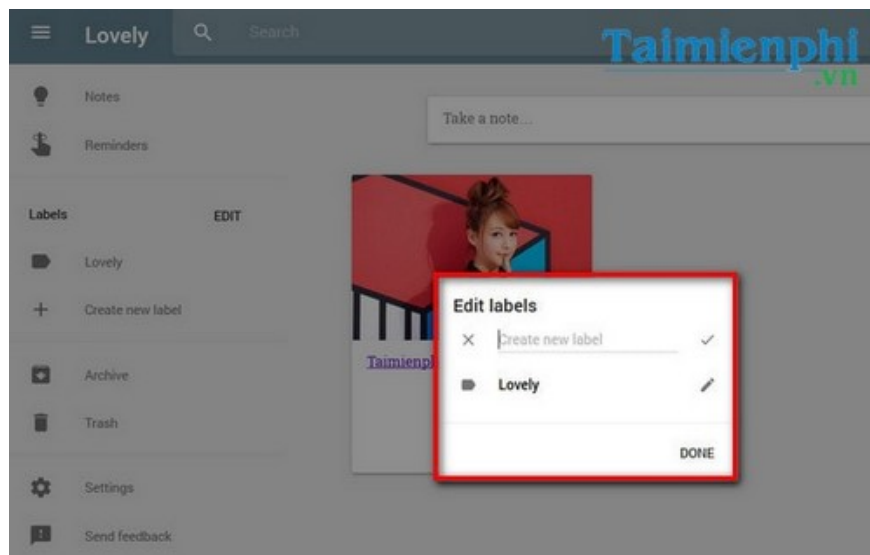 Lovely
Search
Taimienphi
.vn
Notes
Take a note...
Reminders
Labels
EDIT
Lovely
Create new label
Archive
Trash
Settings
Send feedback
Taimienp
Edit labels
Create new label
Lovely
DONE